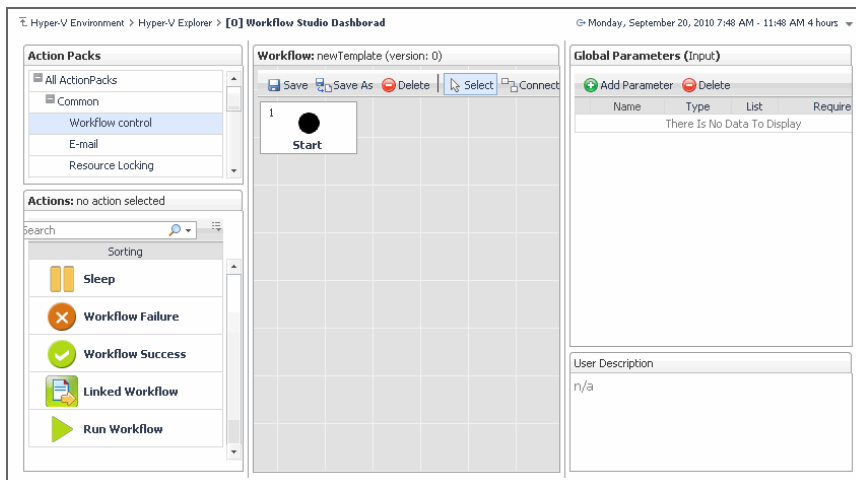 Hyper-V Environment > Hyper-V Explorer > [0] Workflow Studio Dashborad
Monday, September 20, 2010 7:48 AM - 11:48 AM 4 hours
Action Packs
All ActionPacks
Common
Workflow control
E-mail
Resource Locking
Actions: no action selected
Search
Sorting
Sleep
Workflow Failure
Workflow Success
Linked Workflow
Run Workflow
Workflow: newTemplate (version: 0)
Save Save As Delete Select Connect
1
Start
Global Parameters (Input)
Add Parameter Delete
Name Type List Require
There Is No Data To Display
User Description
n/a